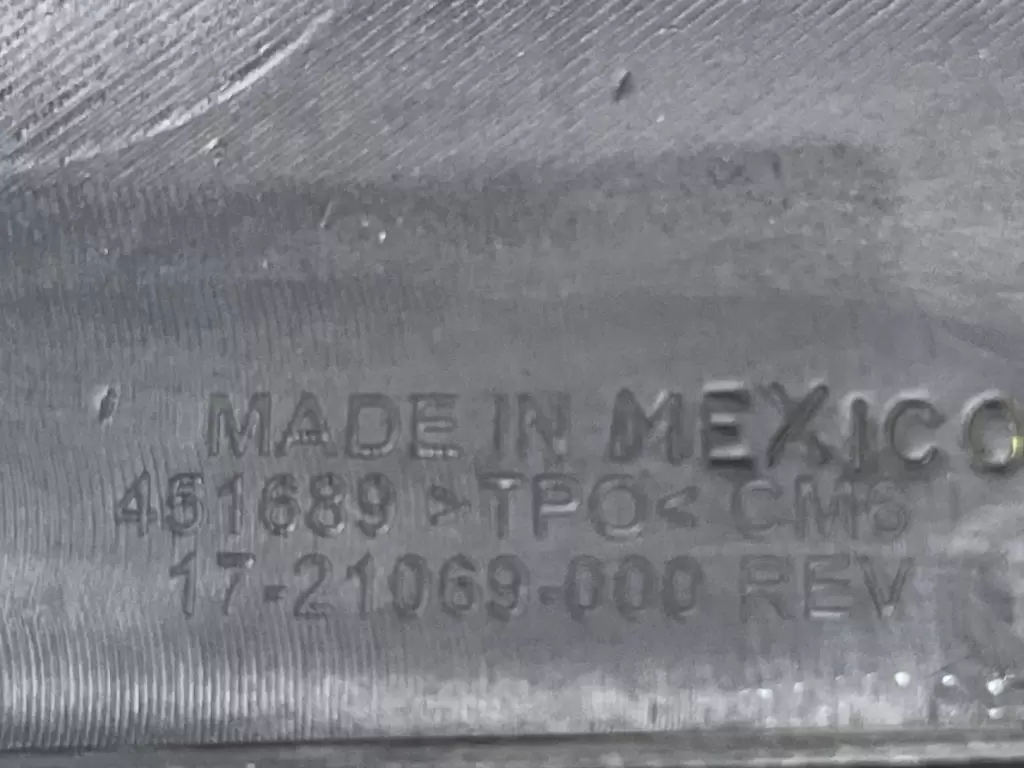 MADE IN MEXICO
451689 >TPO< CM6
17-21069-000 REV